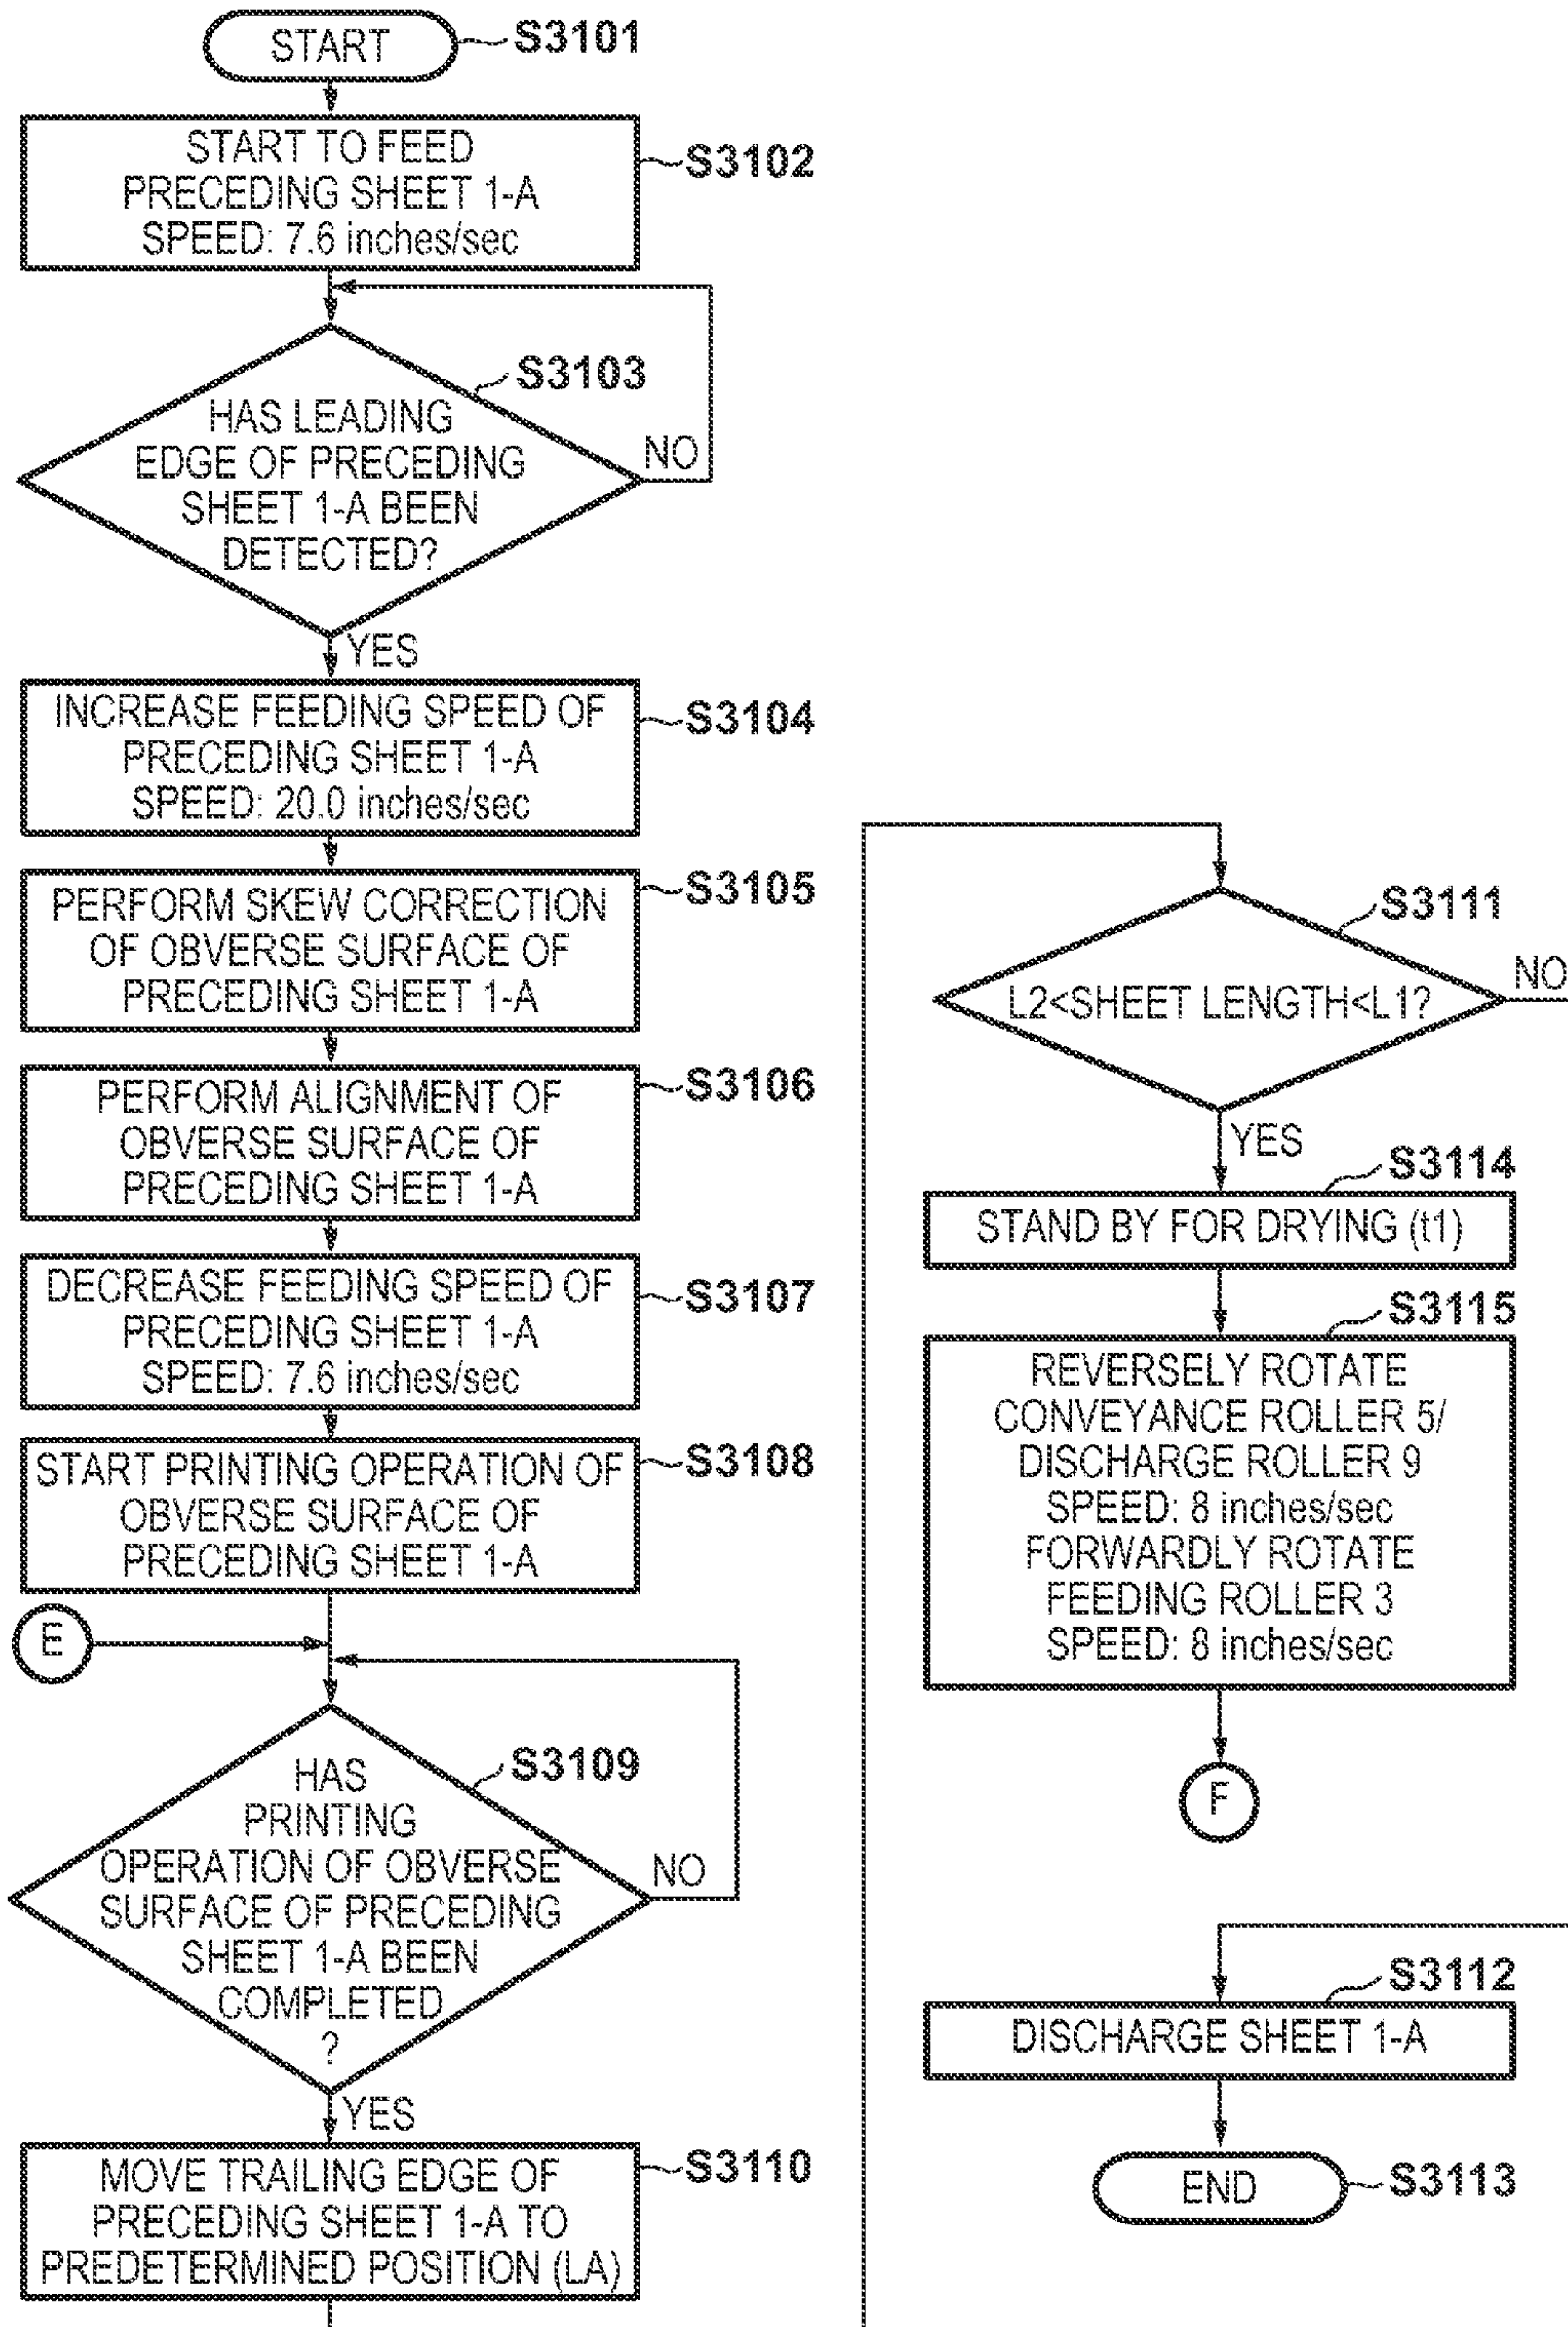 START
S3101
START TO FEED
PRECEDING SHEET 1-A
SPEED: 7.6 inches/sec
S3102
S3103
HAS LEADING
EDGE OF PRECEDING
SHEET 1-A BEEN
DETECTED?
NO
YES
INCREASE FEEDING SPEED OF
PRECEDING SHEET 1-A
SPEED: 20.0 inches/sec
S3104
PERFORM SKEW CORRECTION
OF OBVERSE SURFACE OF
PRECEDING SHEET 1-A
S3105
PERFORM ALIGNMENT OF
OBVERSE SURFACE OF
PRECEDING SHEET 1-A
S3106
DECREASE FEEDING SPEED OF
PRECEDING SHEET 1-A
SPEED: 7.6 inches/sec
S3107
START PRINTING OPERATION OF
OBVERSE SURFACE OF
PRECEDING SHEET 1-A
S3108
E
S3109
HAS
PRINTING
OPERATION OF OBVERSE
SURFACE OF PRECEDING
SHEET 1-A BEEN
COMPLETED
?
NO
YES
MOVE TRAILING EDGE OF
PRECEDING SHEET 1-A TO
PREDETERMINED POSITION (LA)
S3110
S3111
L2<SHEET LENGTH<L1?
NO
YES
S3114
STAND BY FOR DRYING (t1)
S3115
REVERSELY ROTATE
CONVEYANCE ROLLER 5/
DISCHARGE ROLLER 9
SPEED: 8 inches/sec
FORWARDLY ROTATE
FEEDING ROLLER 3
SPEED: 8 inches/sec
F
S3112
DISCHARGE SHEET 1-A
END
S3113